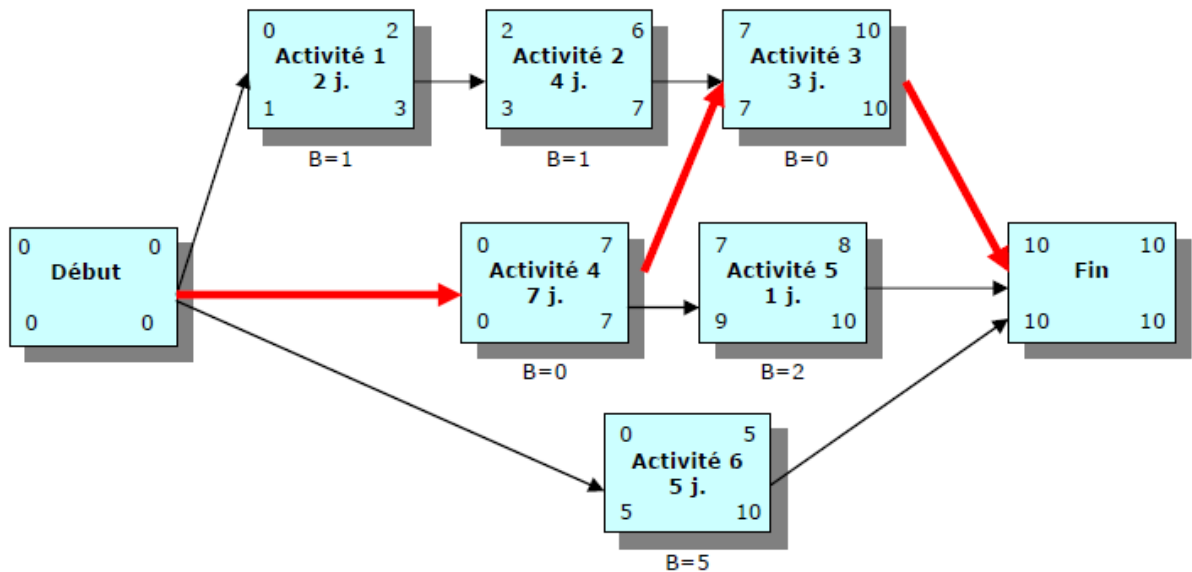 0 2
Activité 1
2 j.
1 3
B=1
2 6
Activité 2
4 j.
3 7
B=1
7 10
Activité 3
3 j.
7 10
B=0
0 0
Début
0 0
0 7
Activité 4
7 j.
0 7
B=0
7 8
Activité 5
1 j.
9 10
B=2
10 10
Fin
10 10
0 5
Activité 6
5 j.
5 10
B=5